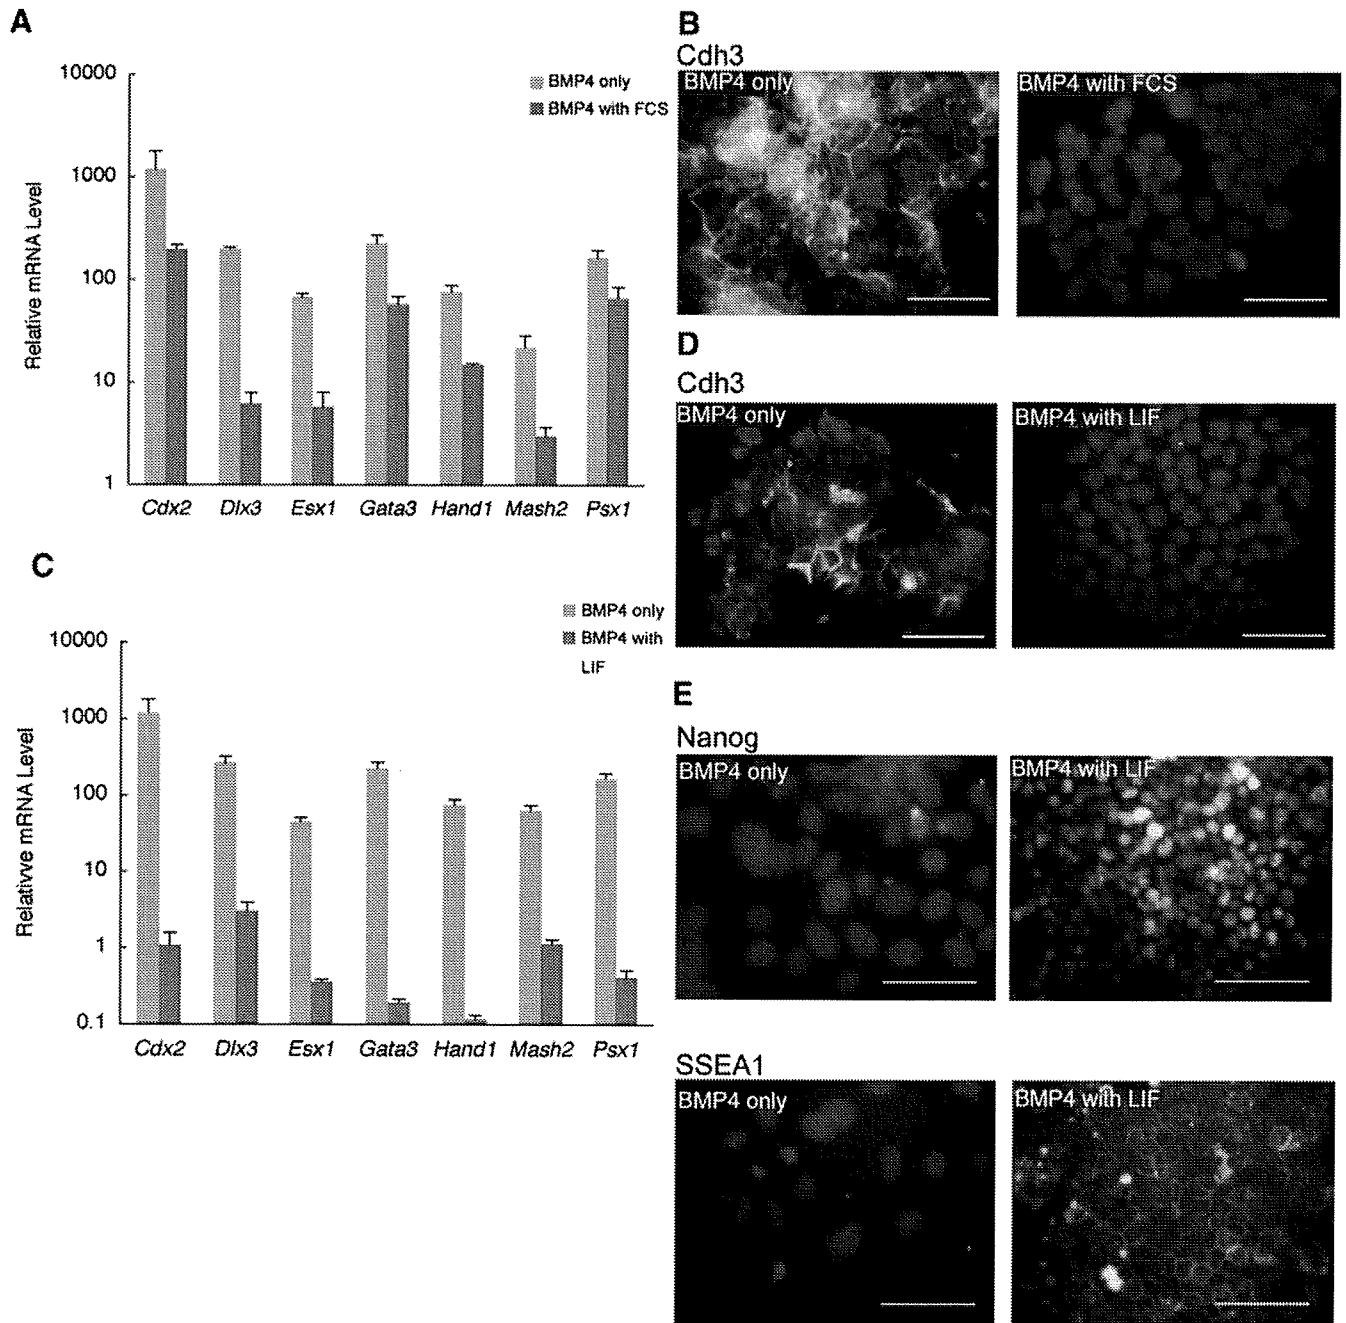 A
Relative mRNA Level
10000
1000
100
10
1
BMP4 only
BMP4 with FCS
Cdx2 Dlx3 Esx1 Gata3 Hand1 Mash2 Psx1
B
Cdh3
BMP4 only
BMP4 with FCS
C
Relativve mRNA Level
10000
1000
100
10
1
0.1
BMP4 only
BMP4 with
LIF
Cdx2 Dlx3 Esx1 Gata3 Hand1 Mash2 Psx1
D
Cdh3
BMP4 only
BMP4 with LIF
E
Nanog
BMP4 only
BMP4 with LIF
SSEA1
BMP4 only
BMP4 with LIF